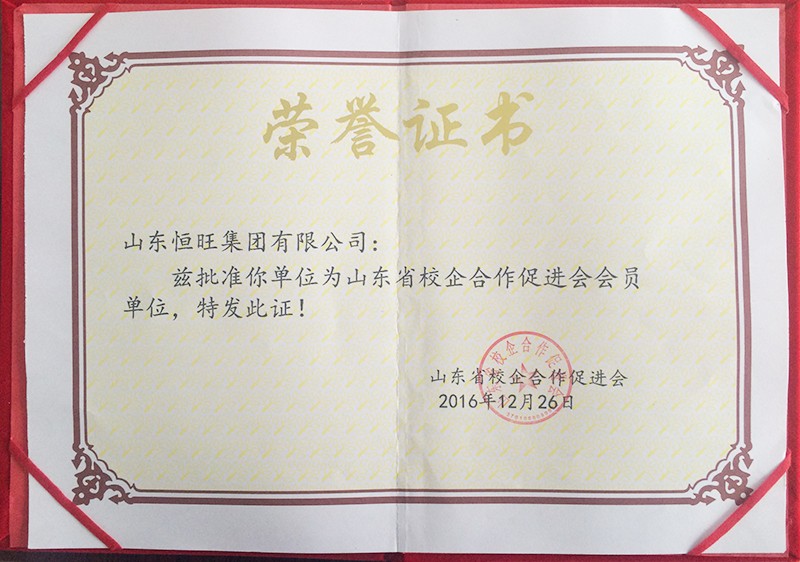 荣誉证书
山东恒旺集团有限公司：
兹批准你单位为山东省校企合作促进会会员
单位，特发此证！
山东省校企合作促进会
2016年12月26日